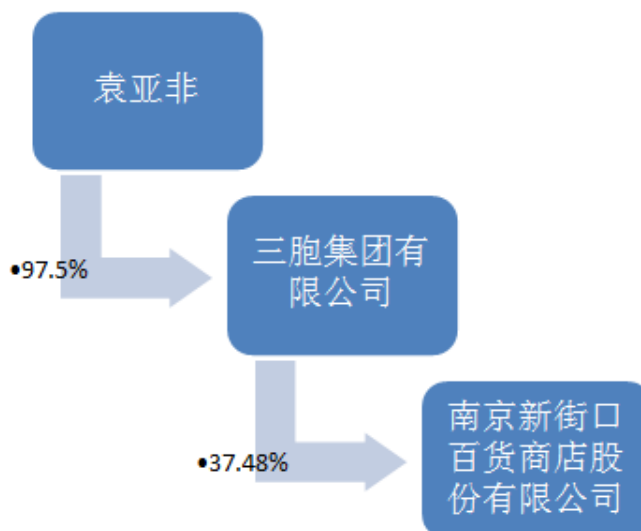 袁亚非
•97.5%
三胞集团有
限公司
•37.48%
南京新街口
百货商店股
份有限公司